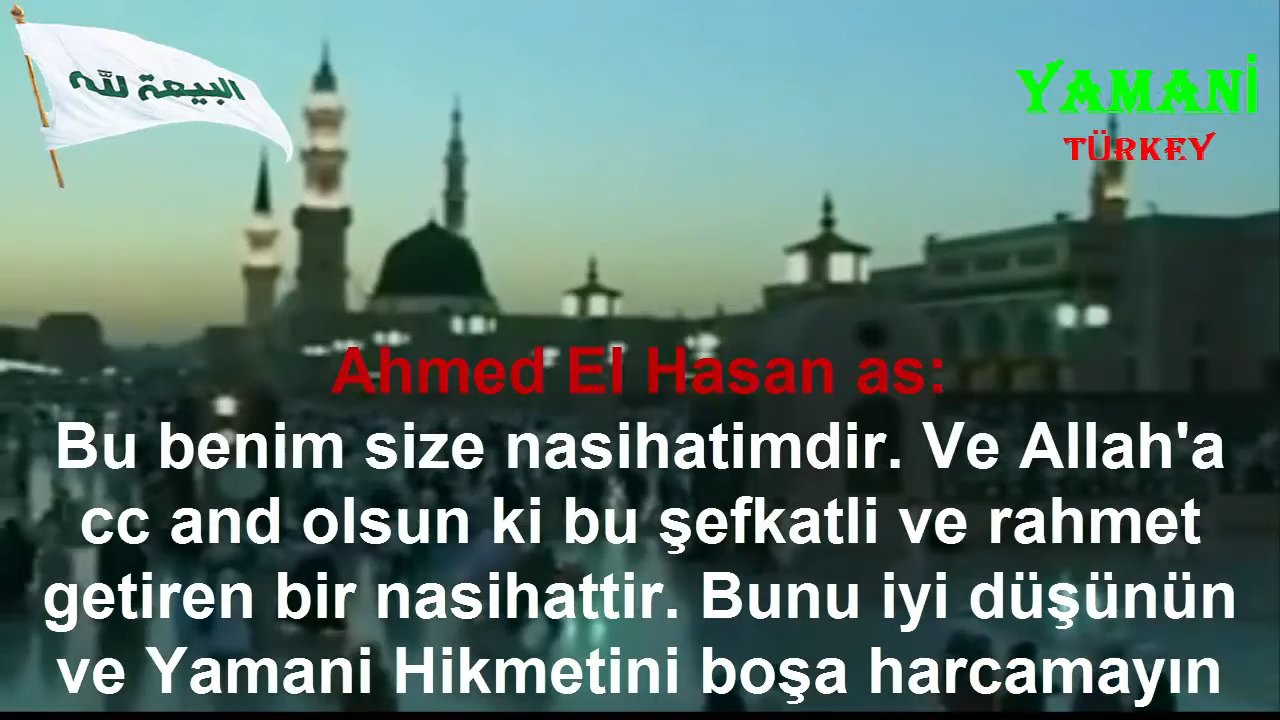 البيعة لله
YAMANİ
TÜRKEY
Ahmed El Hasan as:
Bu benim size nasihatimdir. Ve Allah'a
cc and olsun ki bu şefkatli ve rahmet
getiren bir nasihattir. Bunu iyi düşünün
ve Yamani Hikmetini boşa harcamayın